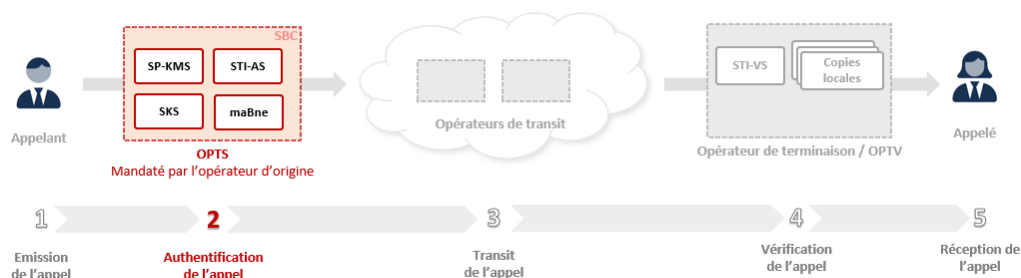 SBC
SP-KMS
STI-AS
SKS
maBne
STI-VS
Copies
locales
Appelant
Opérateurs de transit
Appelé
OPTS
Mandaté par l'opérateur d'origine
Opérateur de terminaison / OPTV
1
2
3
4
5
Emission
de l'appel
Authentification
de l'appel
Transit
de l'appel
Vérification
de l'appel
Réception de
l'appel